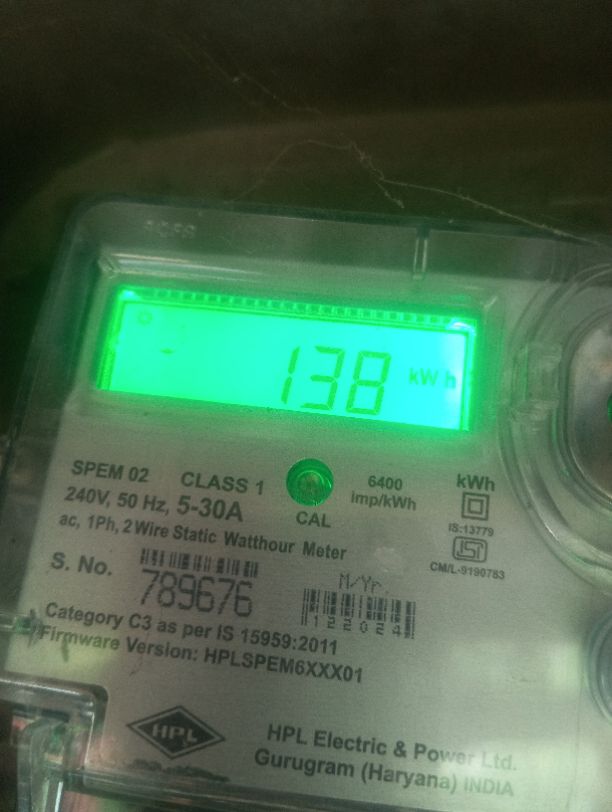 138 kWh
SPEM 02 CLASS 1 6400 imp/kWh kWh
240V, 50 Hz, 5-30A CAL IS:13779
ac, 1Ph, 2 Wire Static Watthour Meter
CM/L-9190783
S. No. 789676 M/Yr
Category C3 as per IS 15959:2011
Firmware Version: HPLSPEM6XXX01
HPL
HPL Electric & Power Ltd.
Gurugram (Haryana) INDIA